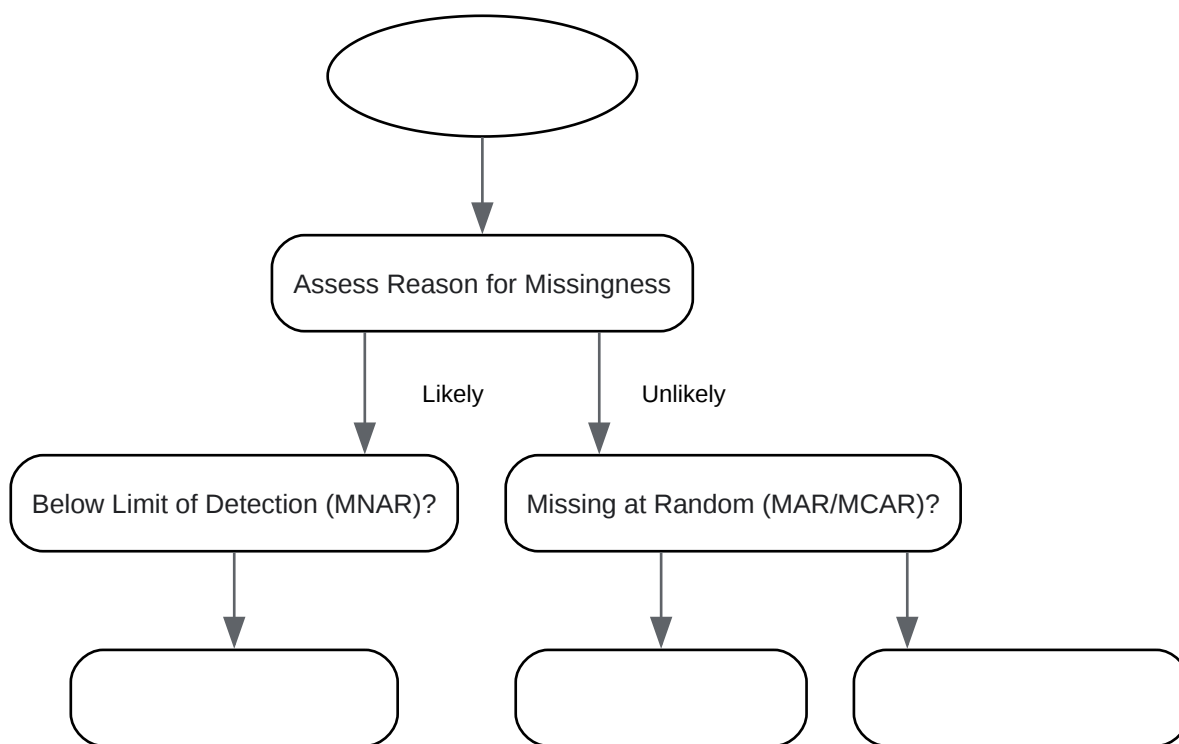 Assess Reason for Missingness
Likely
Unlikely
Below Limit of Detection (MNAR)?
Missing at Random (MAR/MCAR)?